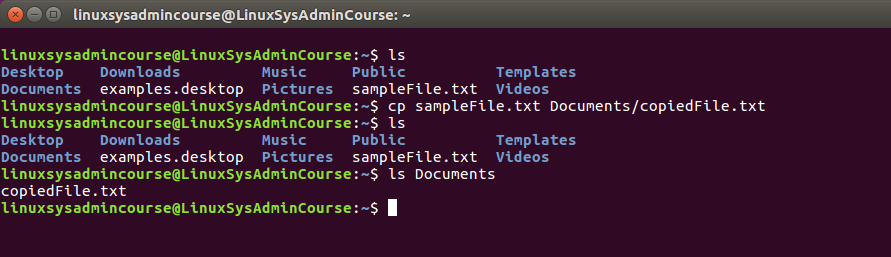 linuxsysadmincourse@LinuxSysAdminCourse: ~
linuxsysadmincourse@LinuxSysAdminCourse:~$ ls
Desktop Downloads Music Public Templates
Documents examples.desktop Pictures sampleFile.txt Videos
linuxsysadmincourse@LinuxSysAdminCourse:~$ cp sampleFile.txt Documents/copiedFile.txt
linuxsysadmincourse@LinuxSysAdminCourse:~$ ls
Desktop Downloads Music Public Templates
Documents examples.desktop Pictures sampleFile.txt Videos
linuxsysadmincourse@LinuxSysAdminCourse:~$ ls Documents
copiedFile.txt
linuxsysadmincourse@LinuxSysAdminCourse:~$